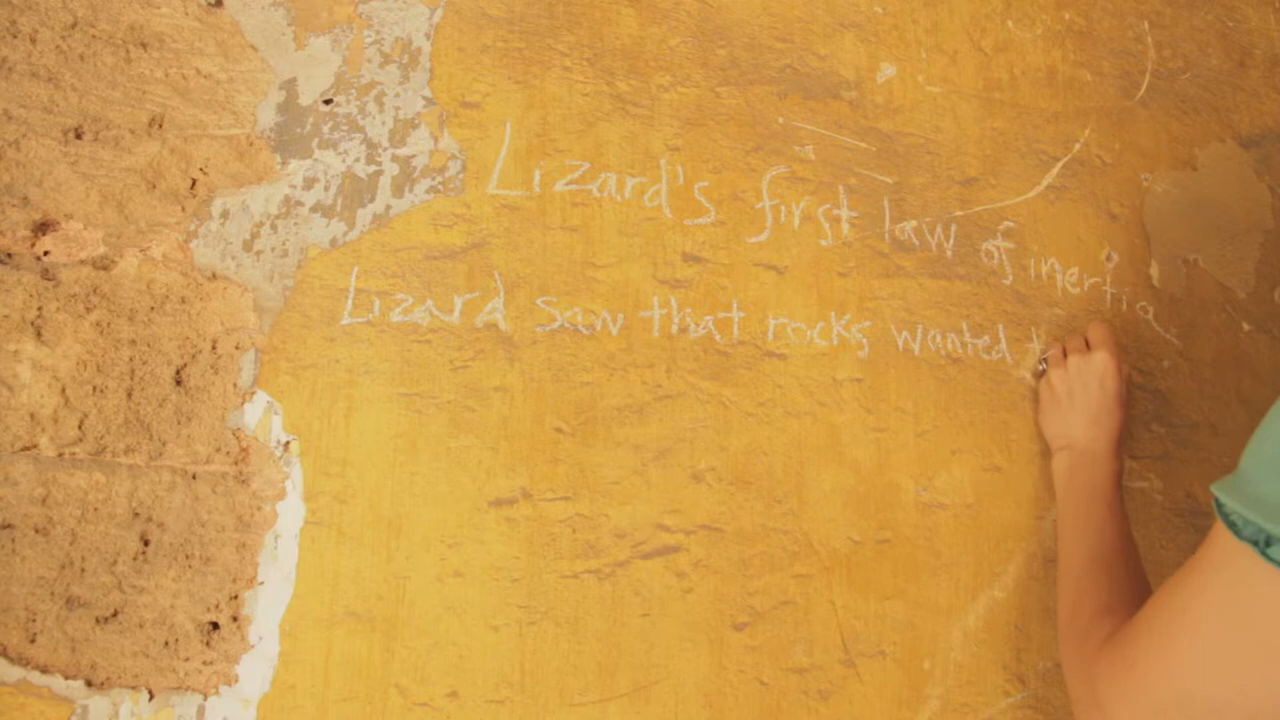 Lizard's first law of inertia
Lizard saw that rocks wanted